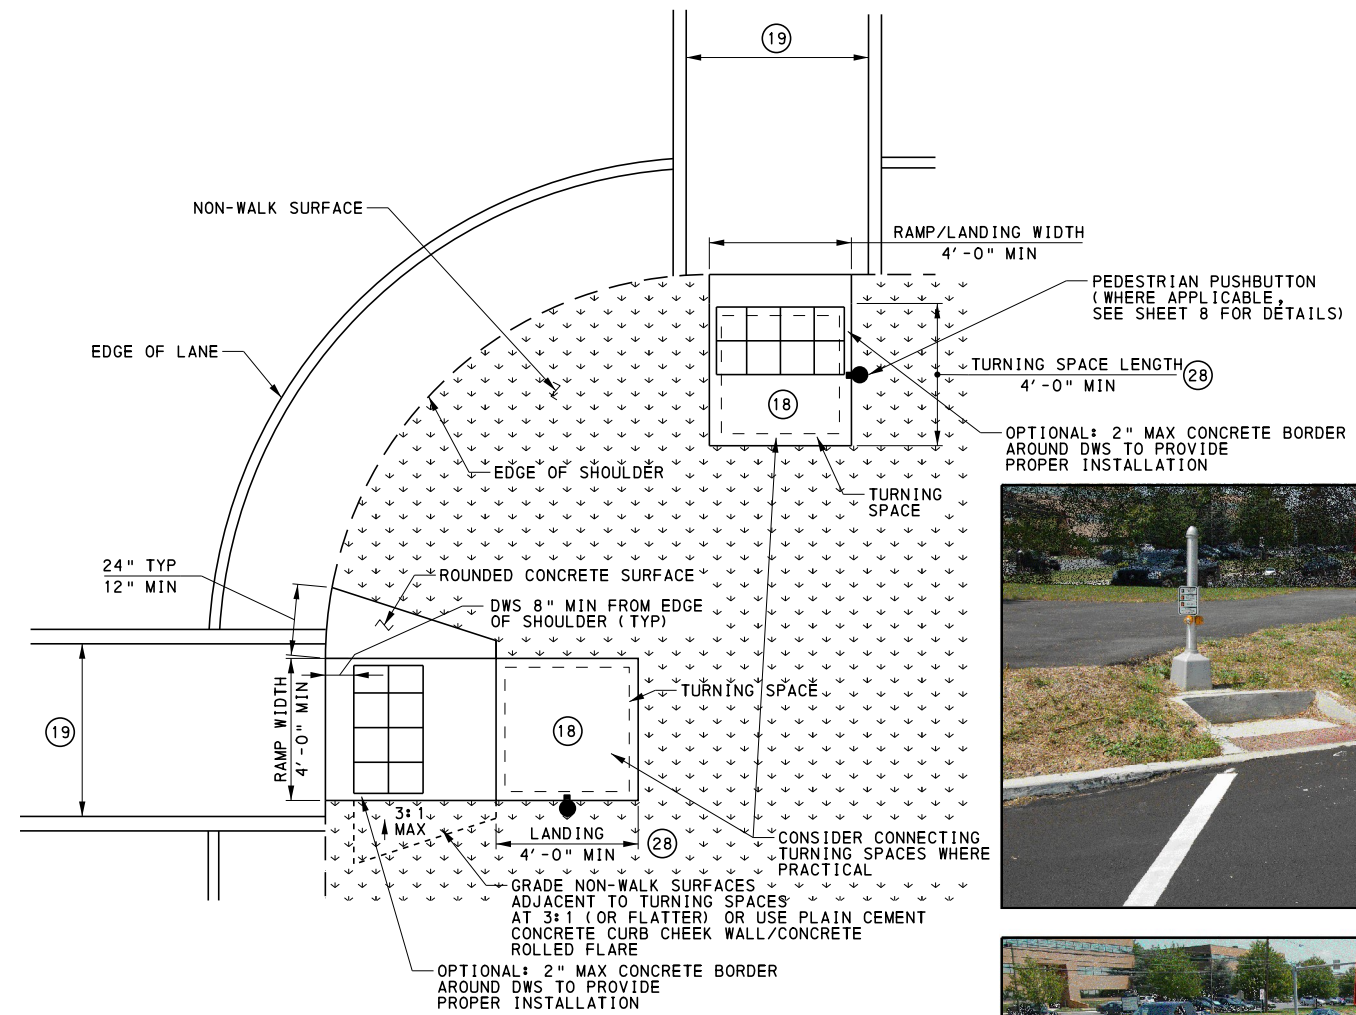 19
NON-WALK SURFACE
RAMP/LANDING WIDTH
4'-0" MIN
PEDESTRIAN PUSHBUTTON
(WHERE APPLICABLE,
SEE SHEET 8 FOR DETAILS)
EDGE OF LANE
TURNING SPACE LENGTH
4'-0" MIN
28
18
OPTIONAL: 2" MAX CONCRETE BORDER
AROUND DWS TO PROVIDE
PROPER INSTALLATION
EDGE OF SHOULDER
TURNING
SPACE
24" TYP
12" MIN
ROUNDED CONCRETE SURFACE
DWS 8" MIN FROM EDGE
OF SHOULDER (TYP)
TURNING SPACE
RAMP WIDTH
4'-0" MIN
19
18
3:1
MAX
LANDING
4'-0" MIN
28
CONSIDER CONNECTING
TURNING SPACES WHERE
PRACTICAL
GRADE NON-WALK SURFACES
ADJACENT TO TURNING SPACES
AT 3:1 (OR FLATTER) OR USE PLAIN CEMENT
CONCRETE CURB CHEEK WALL/CONCRETE
ROLLED FLARE
OPTIONAL: 2" MAX CONCRETE BORDER
AROUND DWS TO PROVIDE
PROPER INSTALLATION